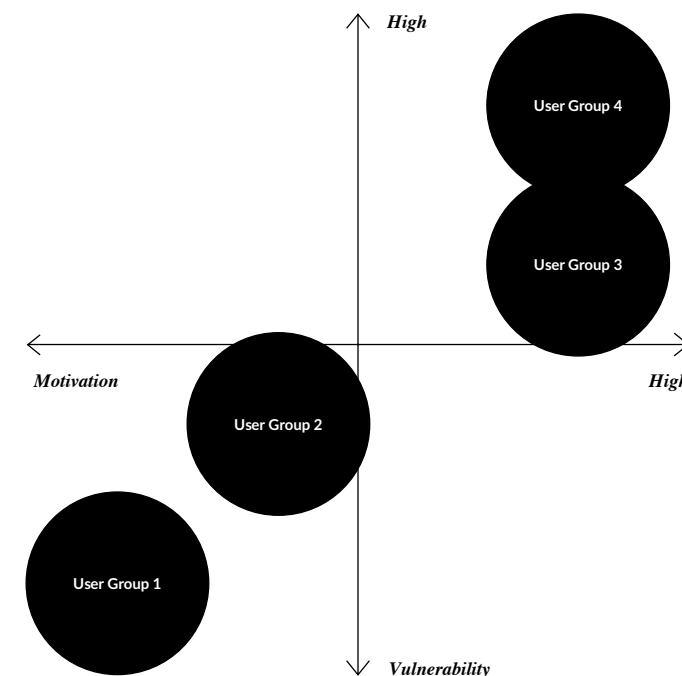 High
User Group 4
User Group 3
Motivation
High
User Group 2
User Group 1
Vulnerability